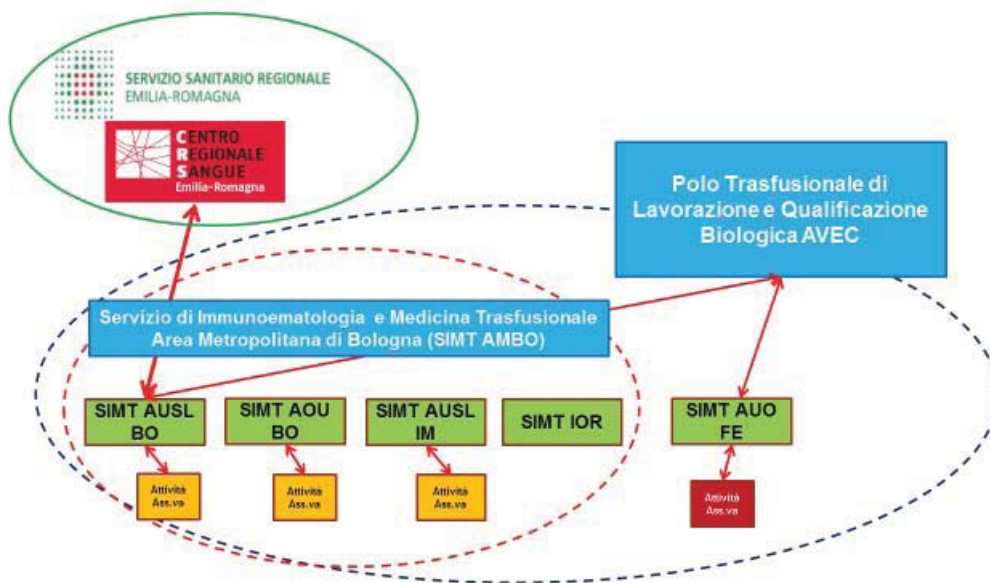 SERVIZIO SANITARIO REGIONALE
EMILIA-ROMAGNA
CENTRO
REGIONALE
SANGUE
Emilia-Romagna
Polo Trasfusionale di
Lavorazione e Qualificazione
Biologica AVEC
Servizio di Immunoematologia e Medicina Trasfusionale
Area Metropolitana di Bologna (SIMT AMBO)
SIMT AUSL
BO
SIMT AOU
BO
SIMT AUSL
IM
SIMT IOR
SIMT AUO
FE
Attività
Ass.va
Attività
Ass.va
Attività
Ass.va
Attività
Ass.va